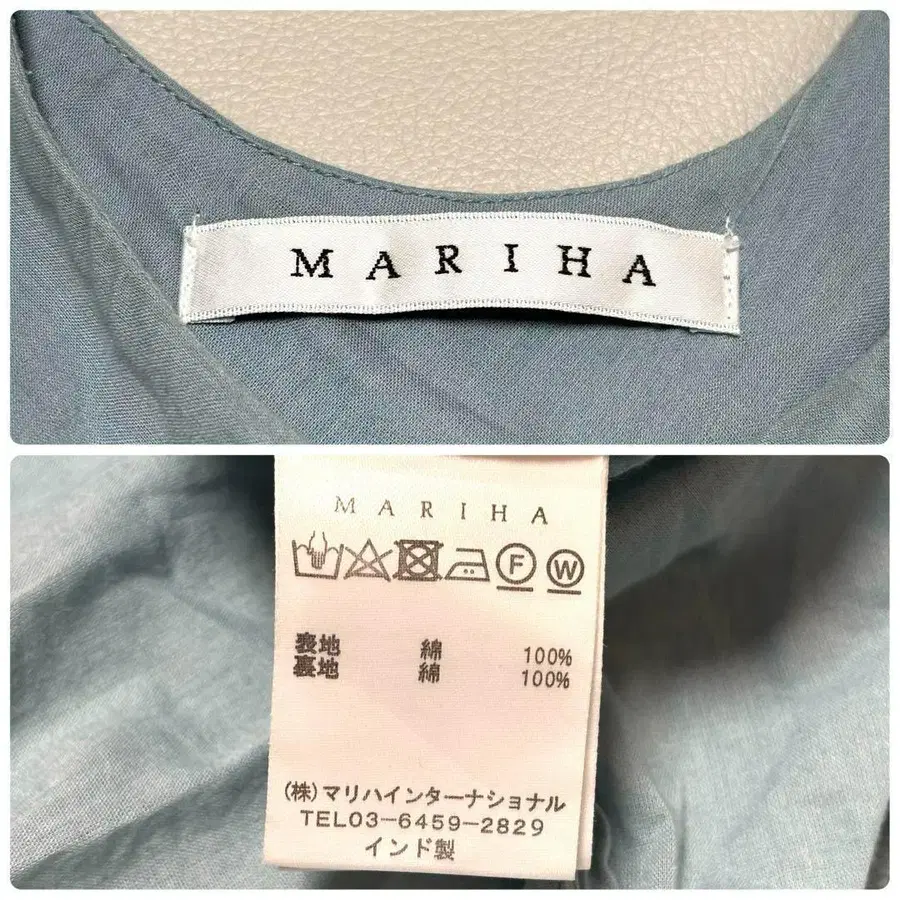 MARIHA
MARIHA
F W
表地 綿 100%
裏地 綿 100%
(株)マリハインターナショナル
TEL03-6459-2829
インド製